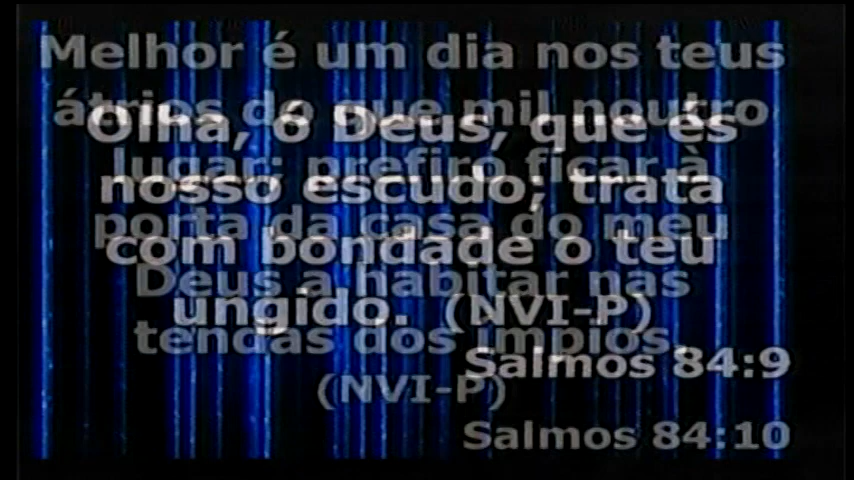 Olha, ó Deus, que és
nosso escudo; trata
com bondade o teu
ungido. (NVI-P)
Salmos 84:9
Melhor é um dia nos teus
átrios do que mil noutro
lugar; prefiro ficar à
porta da casa do meu
Deus a habitar nas
tendas dos ímpios.
(NVI-P)
Salmos 84:10